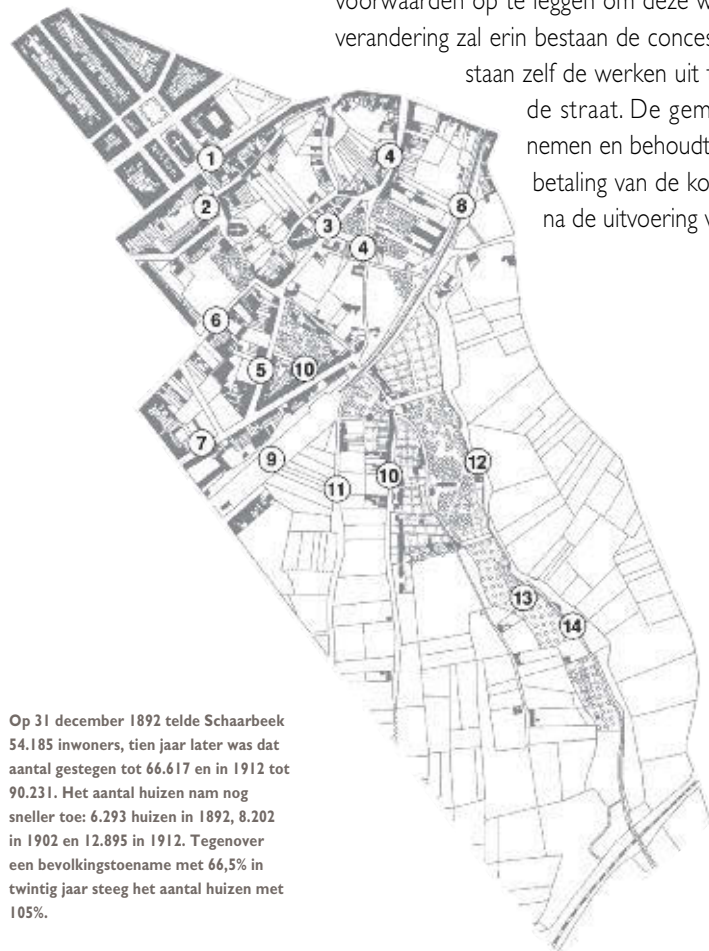 voorwaarden op te leggen om deze w
verandering zal erin bestaan de conces
staan zelf de werken uit
de straat. De gem
nemen en behoudt
betaling van de ko
na de uitvoering v
1
4
2
8
3
4
6
5
10
7
9
12
11
10
13
14
Op 31 december 1892 telde Schaarbeek
54.185 inwoners, tien jaar later was dat
aantal gestegen tot 66.617 en in 1912 tot
90.231. Het aantal huizen nam nog
sneller toe: 6.293 huizen in 1892, 8.202
in 1902 en 12.895 in 1912. Tegenover
een bevolkingstoename met 66,5% in
twintig jaar steeg het aantal huizen met
105%.